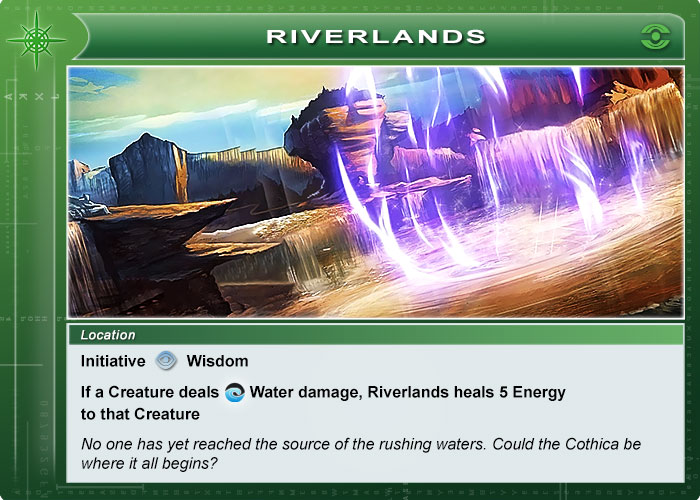 RIVERLANDS
Location
Initiative Wisdom
If a Creature deals Water damage, Riverlands heals 5 Energy
to that Creature
No one has yet reached the source of the rushing waters. Could the Cothica be
where it all begins?